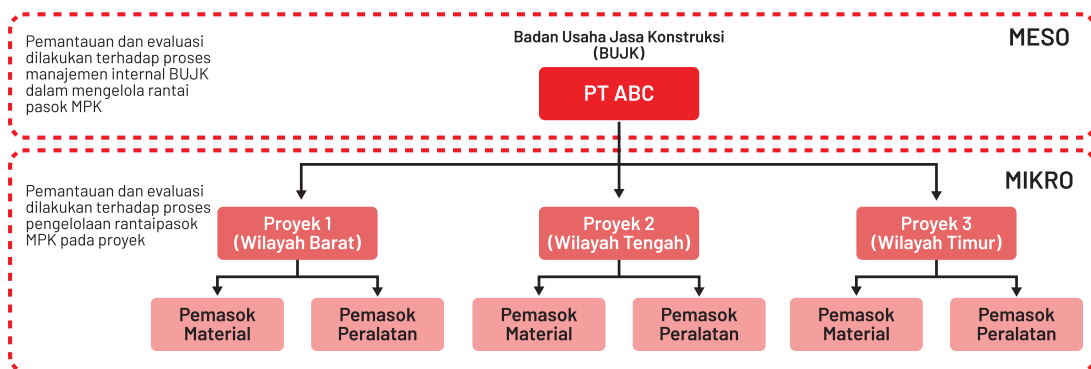 Pemantauan dan evaluasi
dilakukan terhadap proses
manajemen internal BUJK
dalam mengelola rantai
pasok MPK
Badan Usaha Jasa Konstruksi
(BUJK)
PT ABC
MESO
Pemantauan dan evaluasi
dilakukan terhadap proses
pengelolaan rantaipasok
MPK pada proyek
MIKRO
Proyek 1
(Wilayah Barat)
Proyek 2
(Wilayah Tengah)
Proyek 3
(Wilayah Timur)
Pemasok
Material
Pemasok
Peralatan
Pemasok
Material
Pemasok
Peralatan
Pemasok
Material
Pemasok
Peralatan